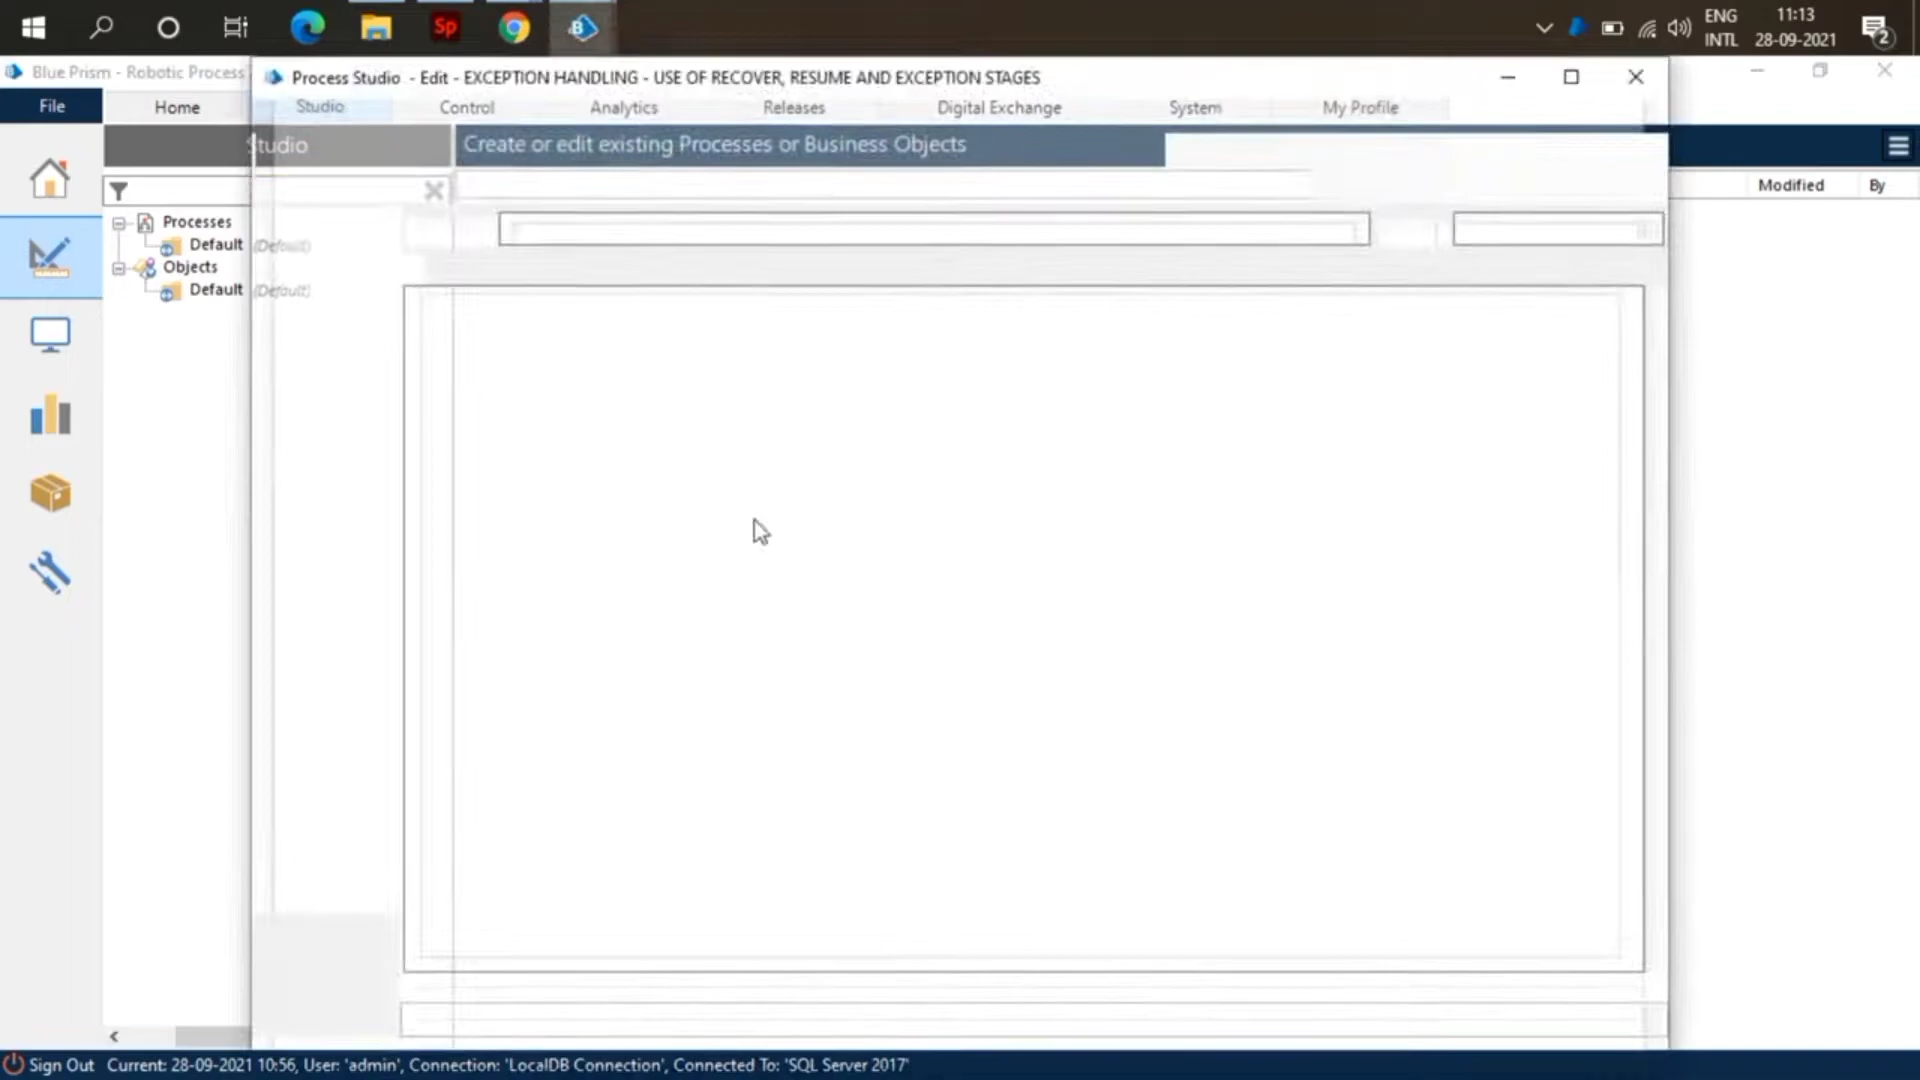 Sp
ENG
INTL
11:13
28-09-2021
2
Blue Prism - Robotic Process
Process Studio - Edit - EXCEPTION HANDLING - USE OF RECOVER, RESUME AND EXCEPTION STAGES
File Home Studio Control Analytics Releases Digital Exchange System My Profile
Studio Create or edit existing Processes or Business Objects
Modified By
Processes
Default (Default)
Objects
Default (Default)
Sign Out Current: 28-09-2021 10:56, User: 'admin', Connection: 'LocalDB Connection', Connected To: 'SQL Server 2017'